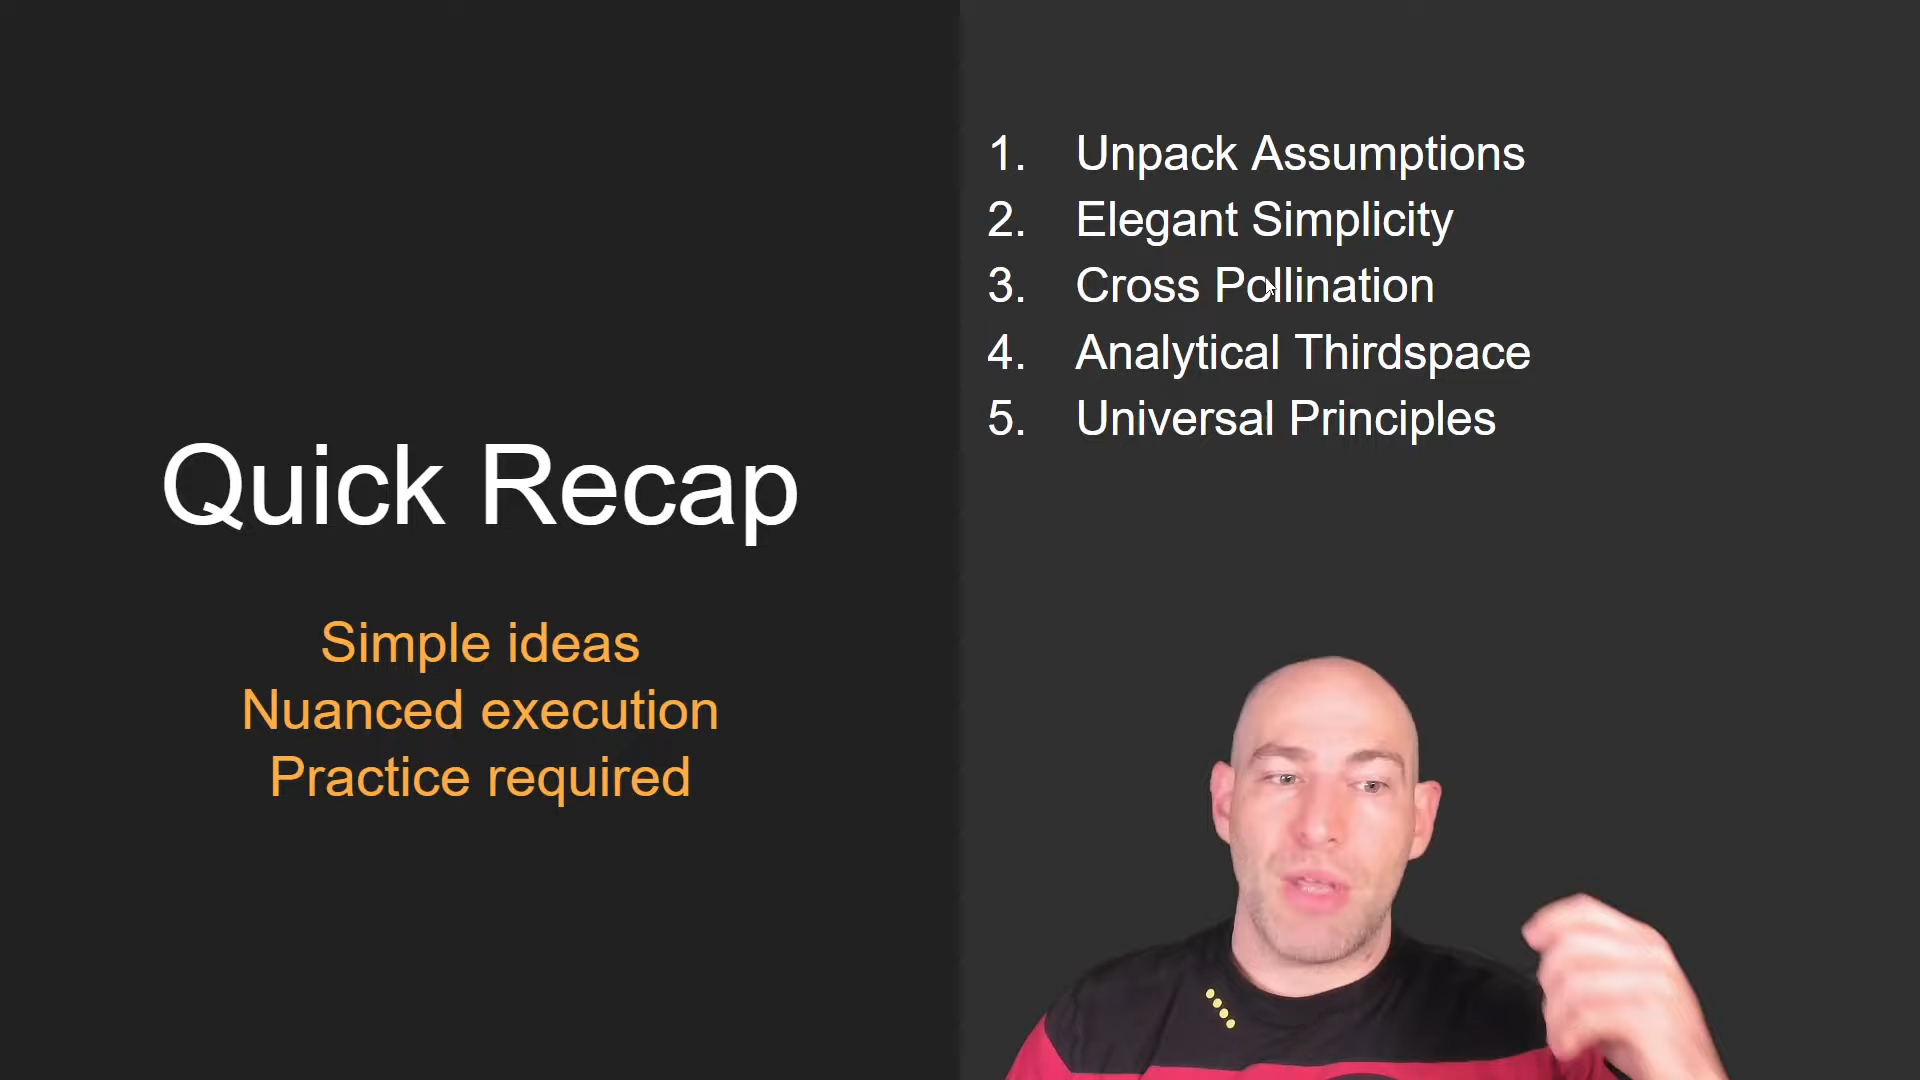 Quick Recap
Simple ideas
Nuanced execution
Practice required
1. Unpack Assumptions
2. Elegant Simplicity
3. Cross Pollination
4. Analytical Thirdspace
5. Universal Principles